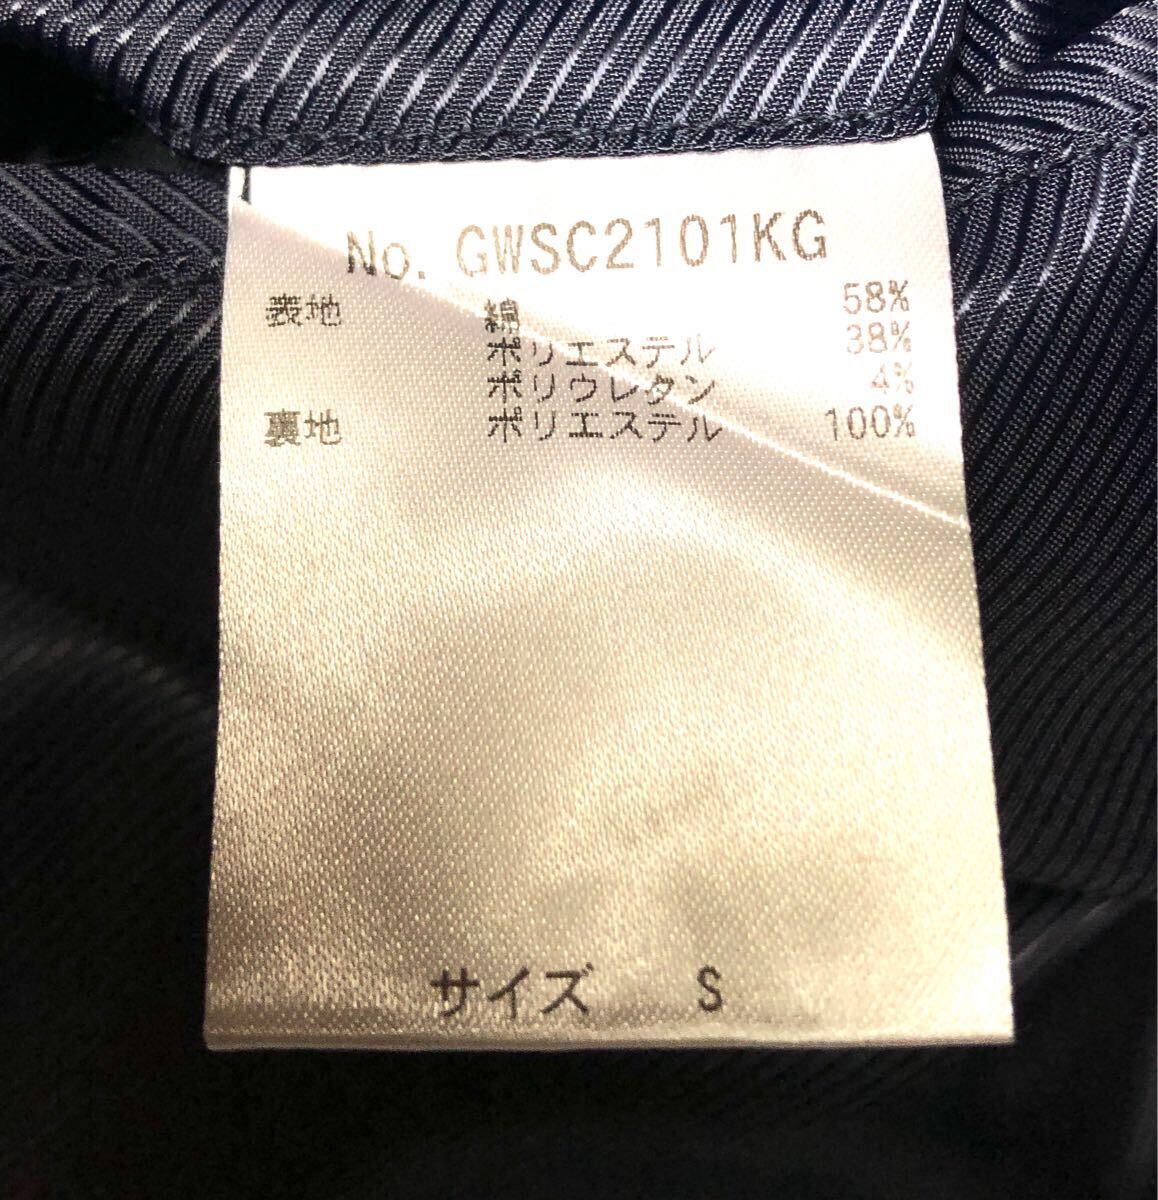 No. GWSC2101KG
表地 綿 58%
ポリエステル 38%
ポリウレタン 4%
裏地 ポリエステル 100%
サイズ S